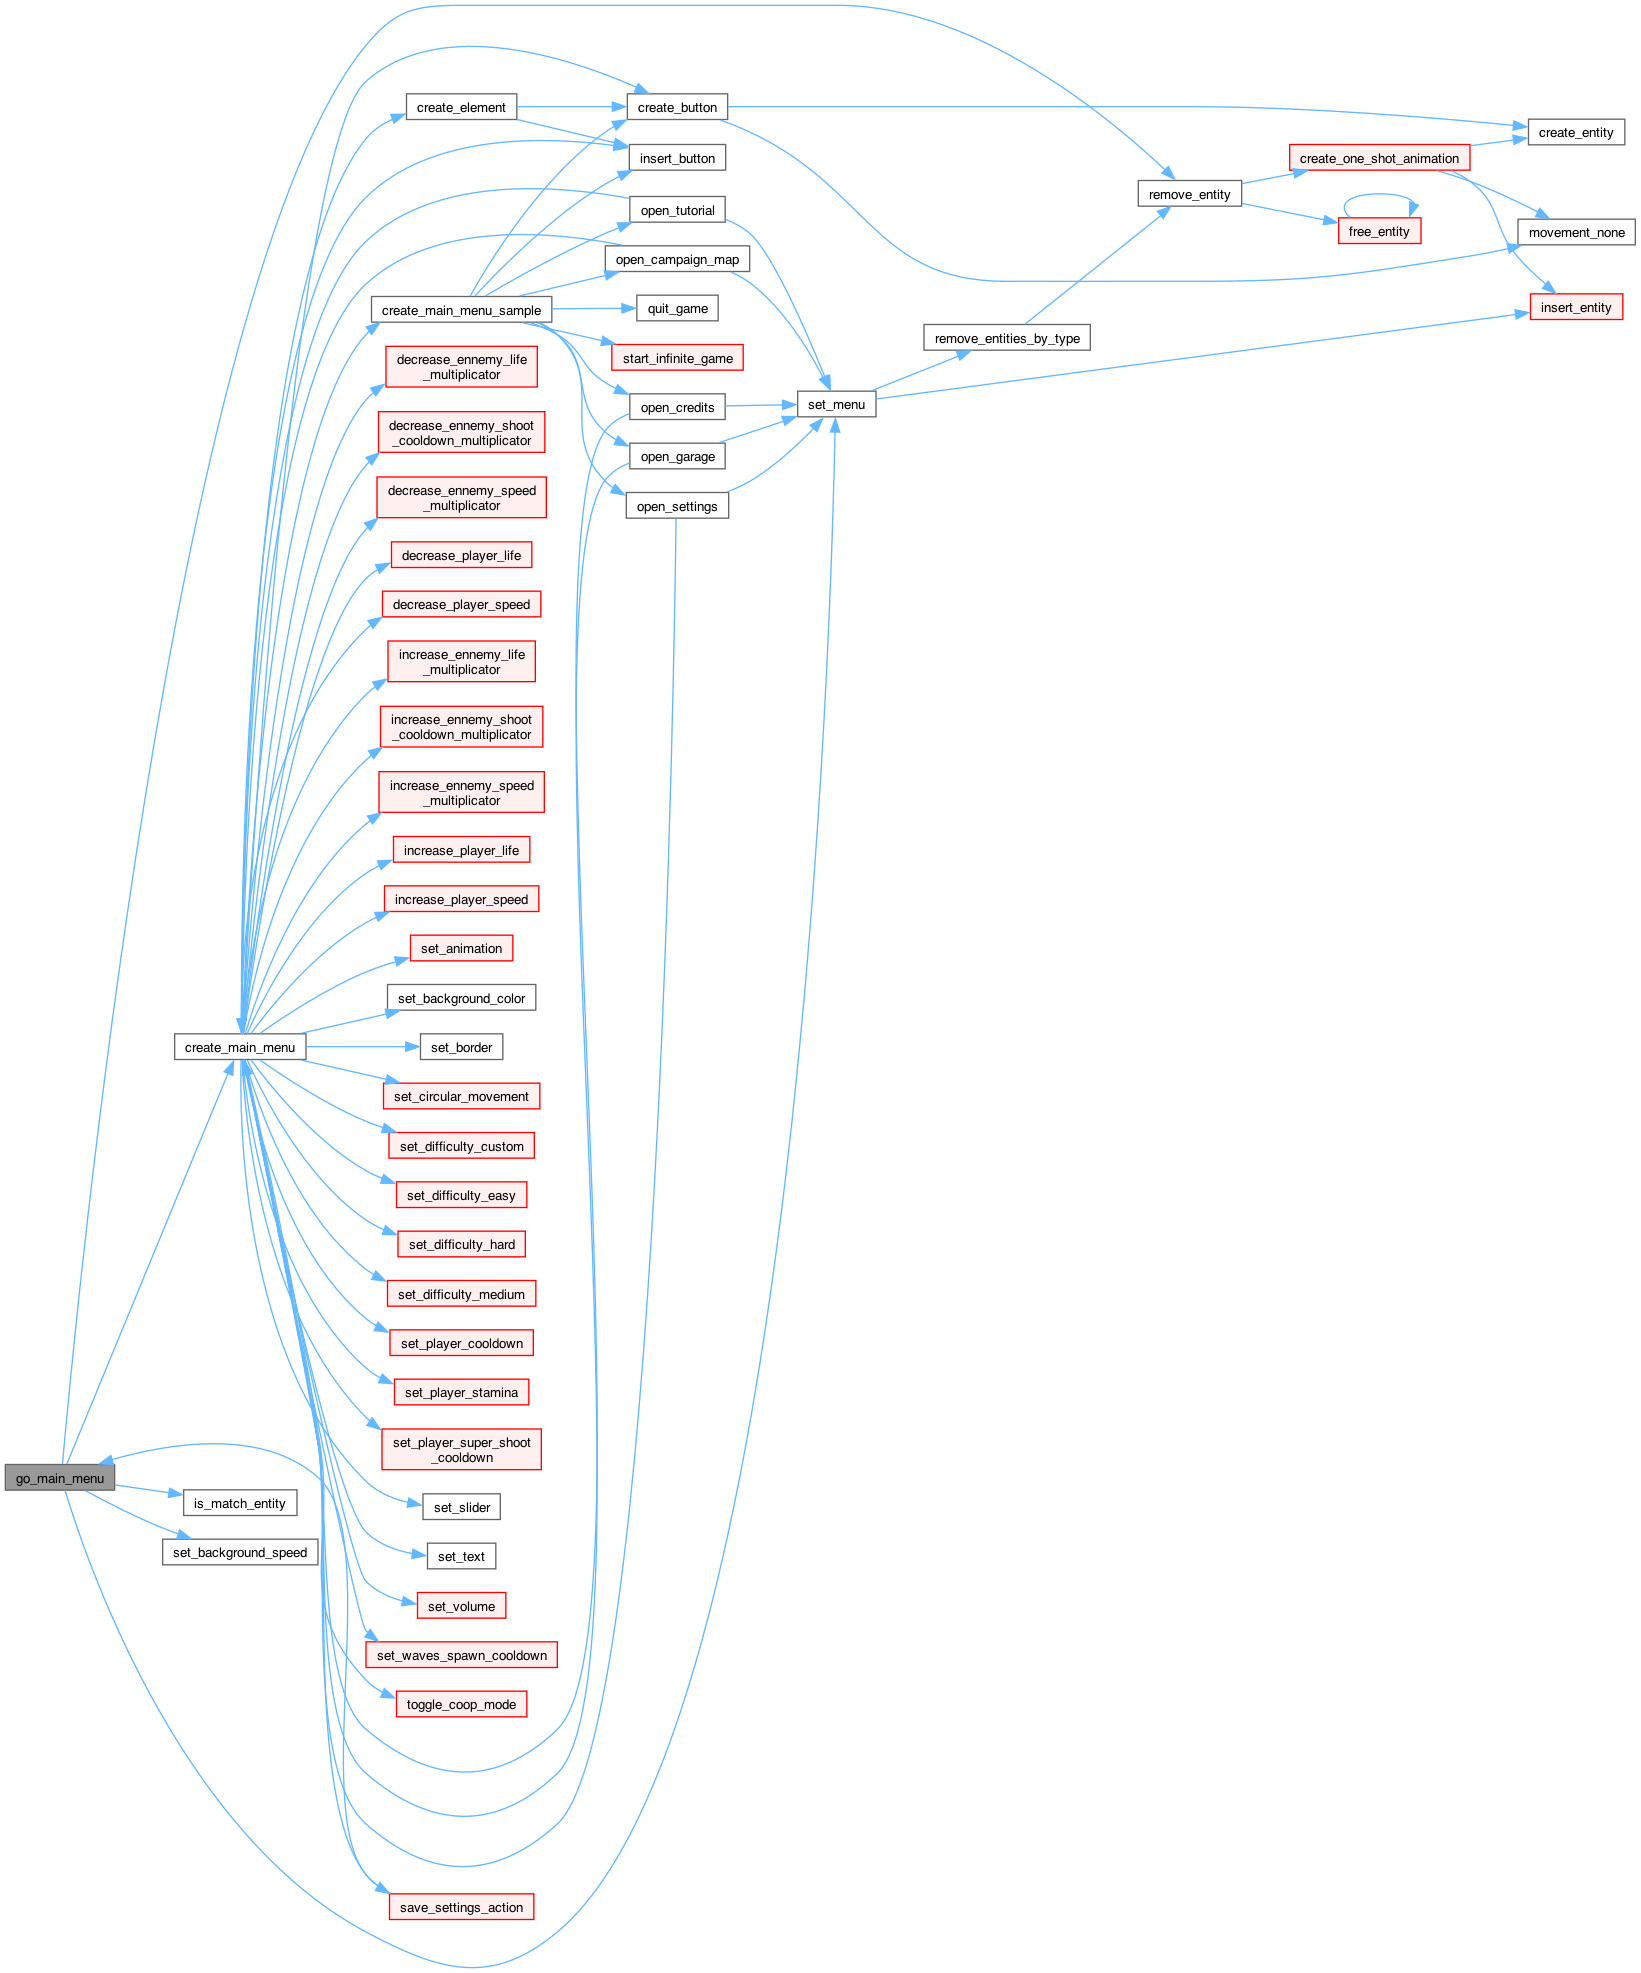 go_main_menu
is_match_entity
set_background_speed
create_main_menu
create_element
create_main_menu_sample
decrease_ennemy_life
_multiplicator
decrease_ennemy_shoot
_cooldown_multiplicator
decrease_ennemy_speed
_multiplicator
decrease_player_life
decrease_player_speed
increase_ennemy_life
_multiplicator
increase_ennemy_shoot
_cooldown_multiplicator
increase_ennemy_speed
_multiplicator
increase_player_life
increase_player_speed
set_animation
set_background_color
set_border
set_circular_movement
set_difficulty_custom
set_difficulty_easy
set_difficulty_hard
set_difficulty_medium
set_player_cooldown
set_player_stamina
set_player_super_shoot
_cooldown
set_slider
set_text
set_volume
set_waves_spawn_cooldown
toggle_coop_mode
save_settings_action
create_button
insert_button
open_tutorial
open_campaign_map
quit_game
start_infinite_game
open_credits
open_garage
open_settings
set_menu
remove_entities_by_type
remove_entity
create_one_shot_animation
free_entity
create_entity
movement_none
insert_entity